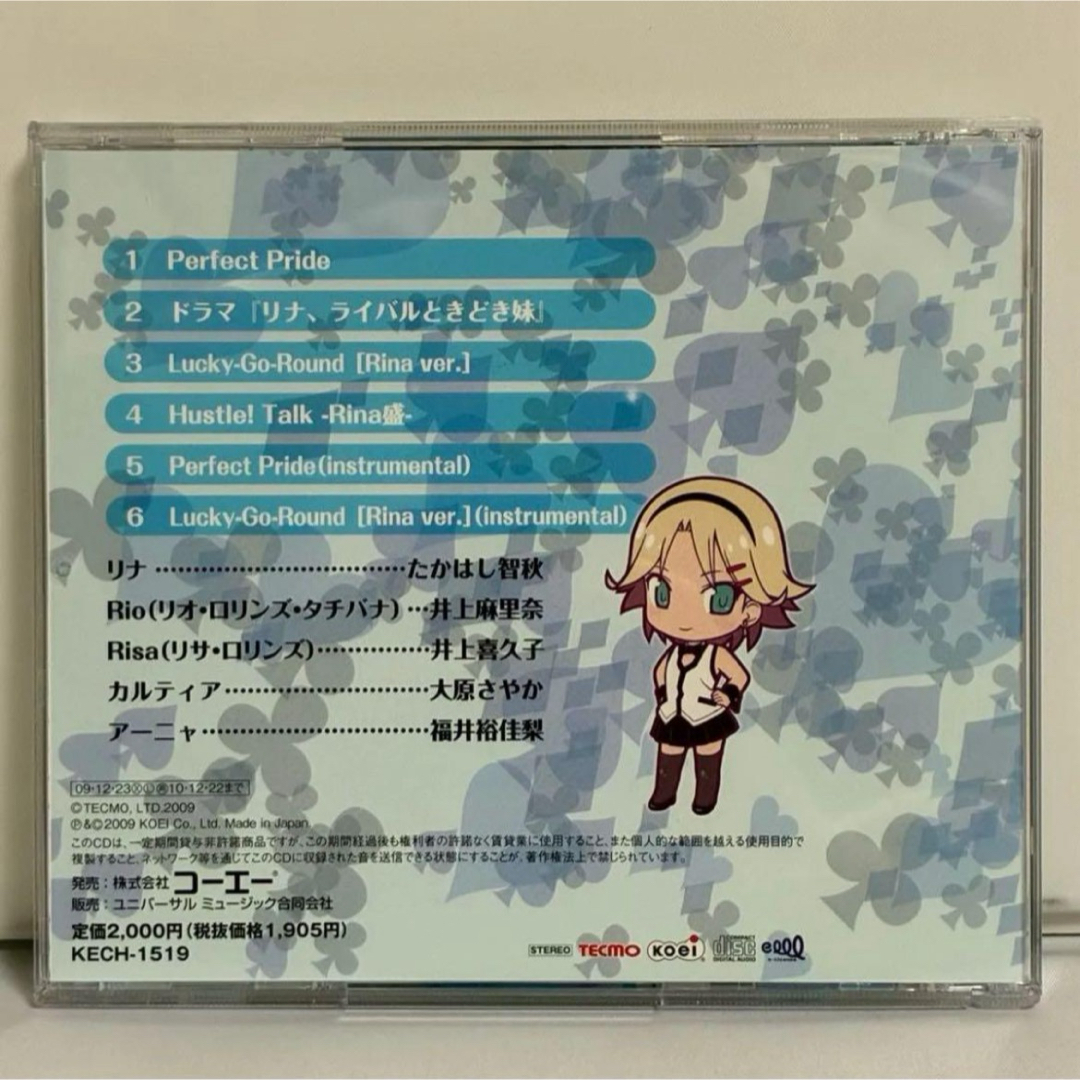 1 Perfect Pride
2 ドラマ『リナ、ライバルときどき妹』
3 Lucky-Go-Round [Rina ver.]
4 Hustle! Talk -Rina盛-
5 Perfect Pride(instrumental)
6 Lucky-Go-Round [Rina ver.](instrumental)
リナ……………………………たかはし智秋
Rio(リオ・ロリンズ・タチバナ)…井上麻里奈
Risa(リサ・ロリンズ)……………井上喜久子
カルティア………………………大原さやか
アーニャ…………………………福井裕佳梨
09・12・23ⓍⓁ㊢10・12・22まで
©TECMO, LTD.2009
Ⓟ&©2009 KOEI Co., Ltd. Made in Japan.
このCDは、一定期間貸与非許諾商品ですが、この期間経過後も権利者の許諾なく賃貸業に使用すること、また個人的な範囲を越える使用目的で
複製すること、ネットワーク等を通じてこのCDに収録された音を送信できる状態にすることが、著作権法上で禁じられています。
発売：株式会社コーエー®
販売：ユニバーサル ミュージック合同会社
定価2,000円(税抜価格1,905円)
KECH-1519
STEREO TECMO KOEI® COMPACT disc DIGITAL AUDIO